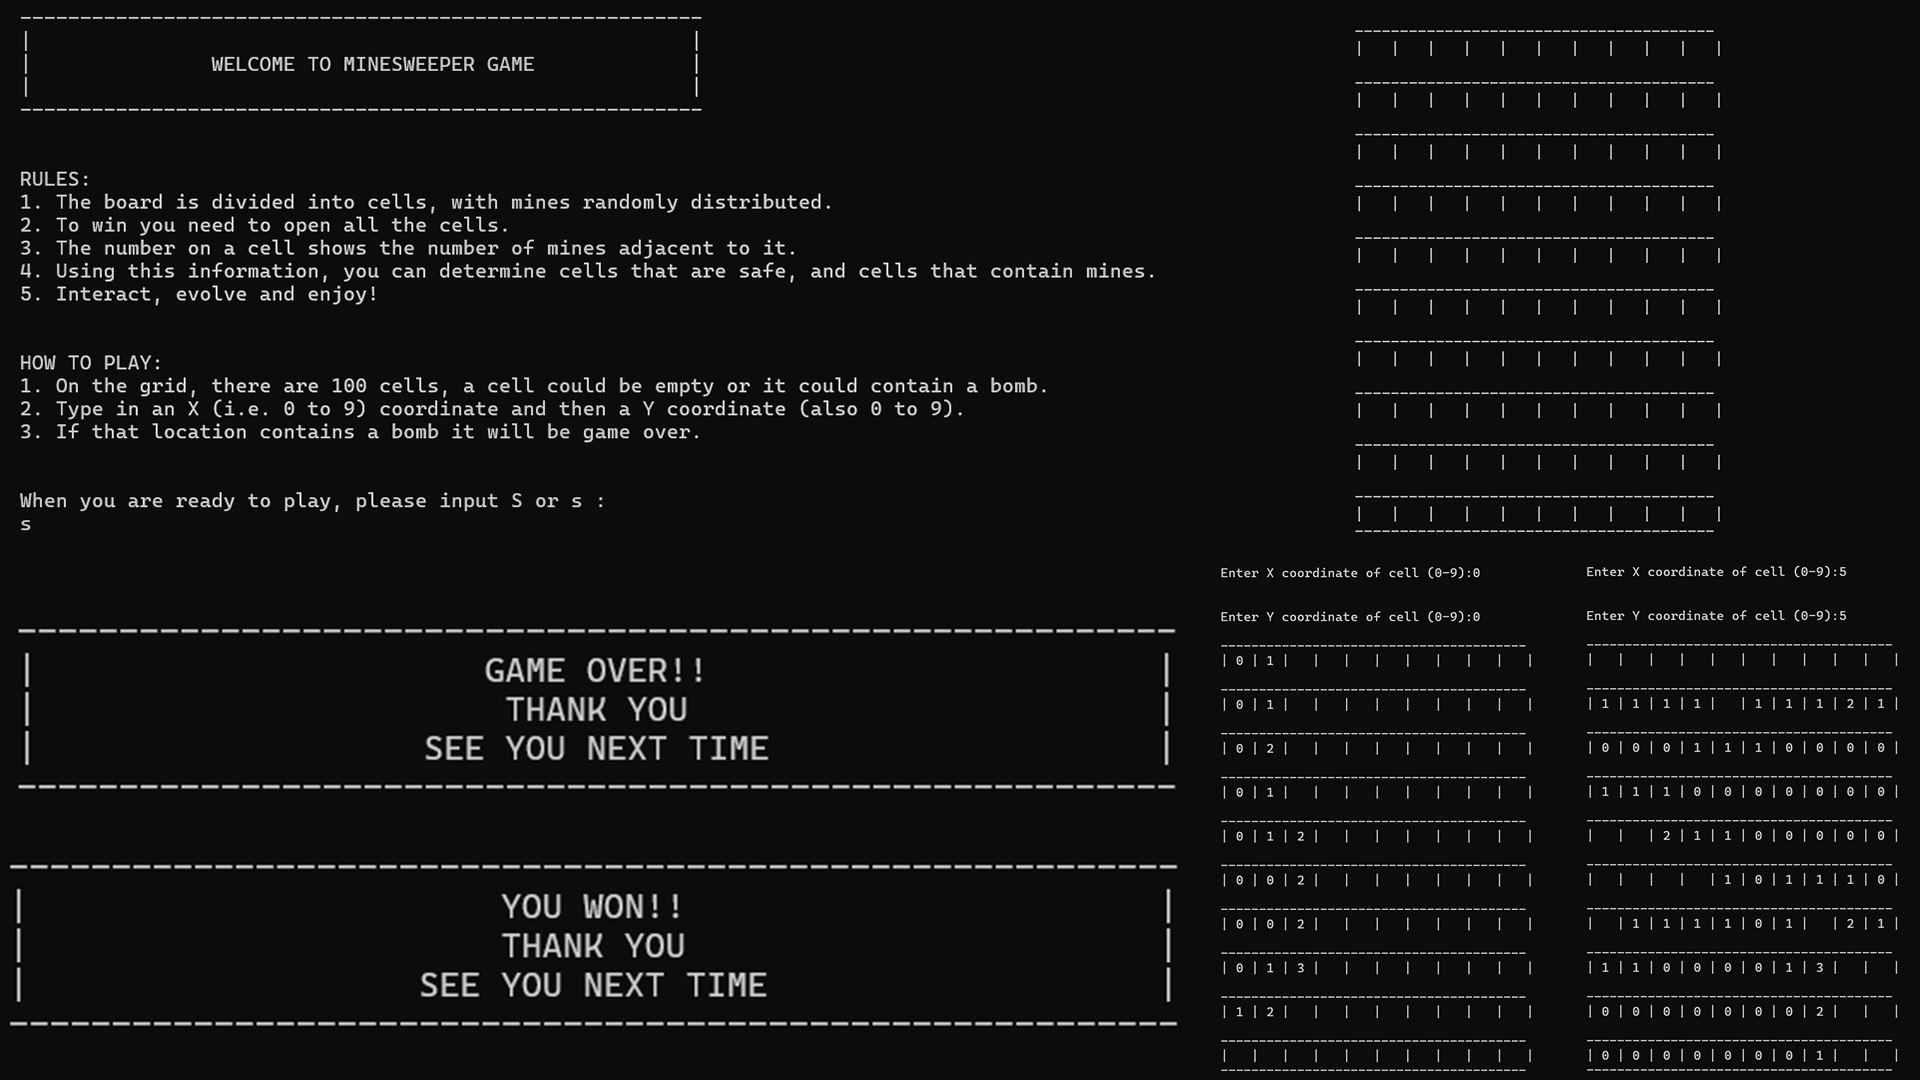 WELCOME TO MINESWEEPER GAME
RULES:
1. The board is divided into cells, with mines randomly distributed.
2. To win you need to open all the cells.
3. The number on a cell shows the number of mines adjacent to it.
4. Using this information, you can determine cells that are safe, and cells that contain mines.
5. Interact, evolve and enjoy!
HOW TO PLAY:
1. On the grid, there are 100 cells, a cell could be empty or it could contain a bomb.
2. Type in an X (i.e. 0 to 9) coordinate and then a Y coordinate (also 0 to 9).
3. If that location contains a bomb it will be game over.
When you are ready to play, please input S or s :
s
GAME OVER!!
THANK YOU
SEE YOU NEXT TIME
YOU WON!!
THANK YOU
SEE YOU NEXT TIME
Enter X coordinate of cell (0-9):0
Enter Y coordinate of cell (0-9):0
| 0 | 1 |   |   |   |   |   |   |   |   |
| 0 | 1 |   |   |   |   |   |   |   |   |
| 0 | 2 |   |   |   |   |   |   |   |   |
| 0 | 1 |   |   |   |   |   |   |   |   |
| 0 | 1 | 2 |   |   |   |   |   |   |   |
| 0 | 0 | 2 |   |   |   |   |   |   |   |
| 0 | 0 | 2 |   |   |   |   |   |   |   |
| 0 | 1 | 3 |   |   |   |   |   |   |   |
| 1 | 2 |   |   |   |   |   |   |   |   |
|   |   |   |   |   |   |   |   |   |   |
Enter X coordinate of cell (0-9):5
Enter Y coordinate of cell (0-9):5
|   |   |   |   |   |   |   |   |   |   |
| 1 | 1 | 1 | 1 |   | 1 | 1 | 1 | 2 | 1 |
| 0 | 0 | 0 | 1 | 1 | 1 | 0 | 0 | 0 | 0 |
| 1 | 1 | 1 | 0 | 0 | 0 | 0 | 0 | 0 | 0 |
|   |   | 2 | 1 | 1 | 0 | 0 | 0 | 0 | 0 |
|   |   |   |   | 1 | 0 | 1 | 1 | 1 | 0 |
|   | 1 | 1 | 1 | 1 | 0 | 1 |   | 2 | 1 |
| 1 | 1 | 0 | 0 | 0 | 0 | 1 | 3 |   |   |
| 0 | 0 | 0 | 0 | 0 | 0 | 0 | 2 |   |   |
| 0 | 0 | 0 | 0 | 0 | 0 | 0 | 1 |   |   |